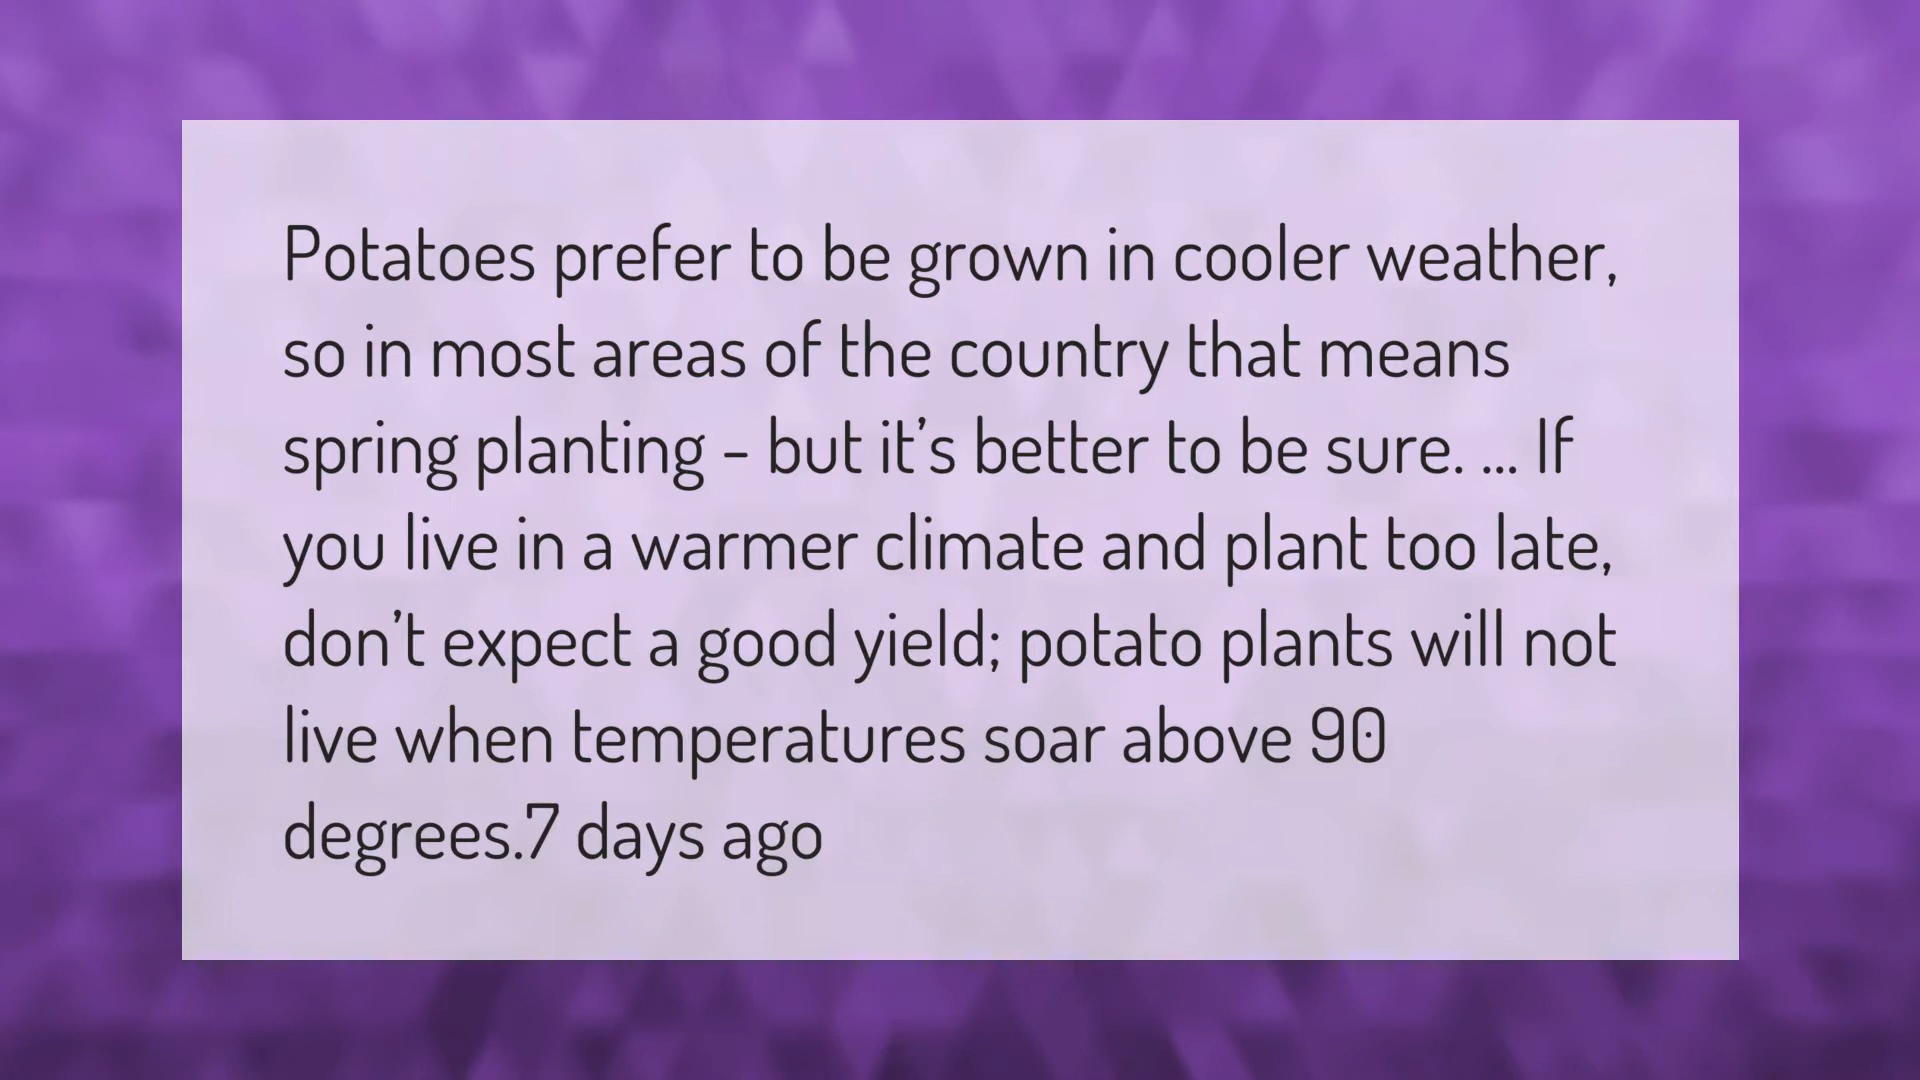 Potatoes prefer to be grown in cooler weather,
so in most areas of the country that means
spring planting – but it’s better to be sure. ... If
you live in a warmer climate and plant too late,
don’t expect a good yield; potato plants will not
live when temperatures soar above 90
degrees.7 days ago